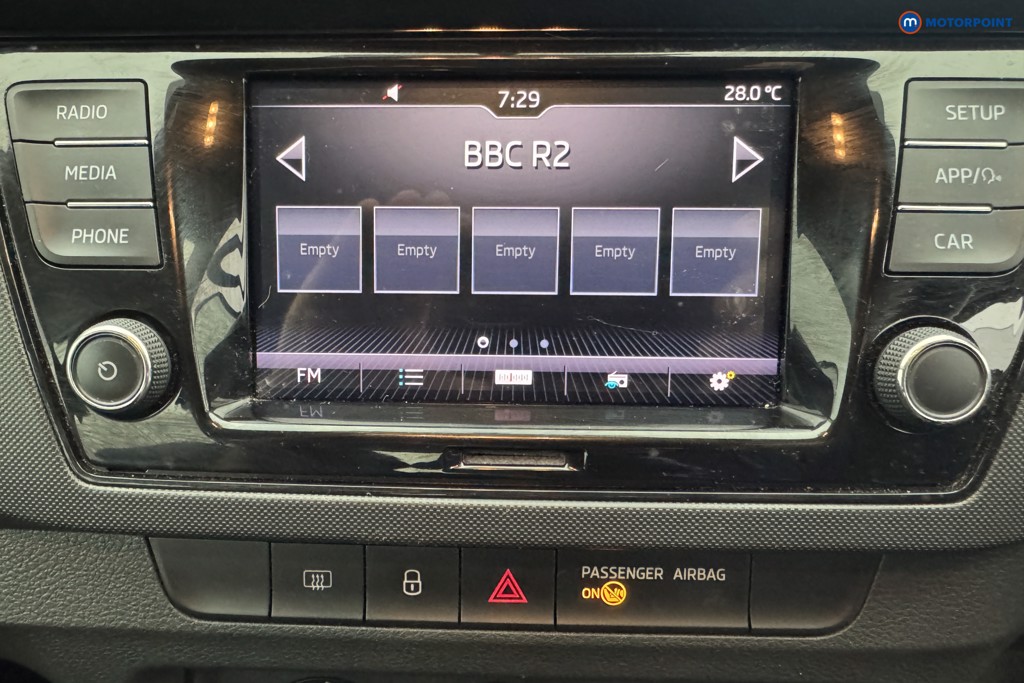 MOTORPOINT
RADIO
MEDIA
PHONE
7:29
28.0 °C
BBC R2
Empty
Empty
Empty
Empty
Empty
FM
SETUP
APP/
CAR
PASSENGER AIRBAG
ON